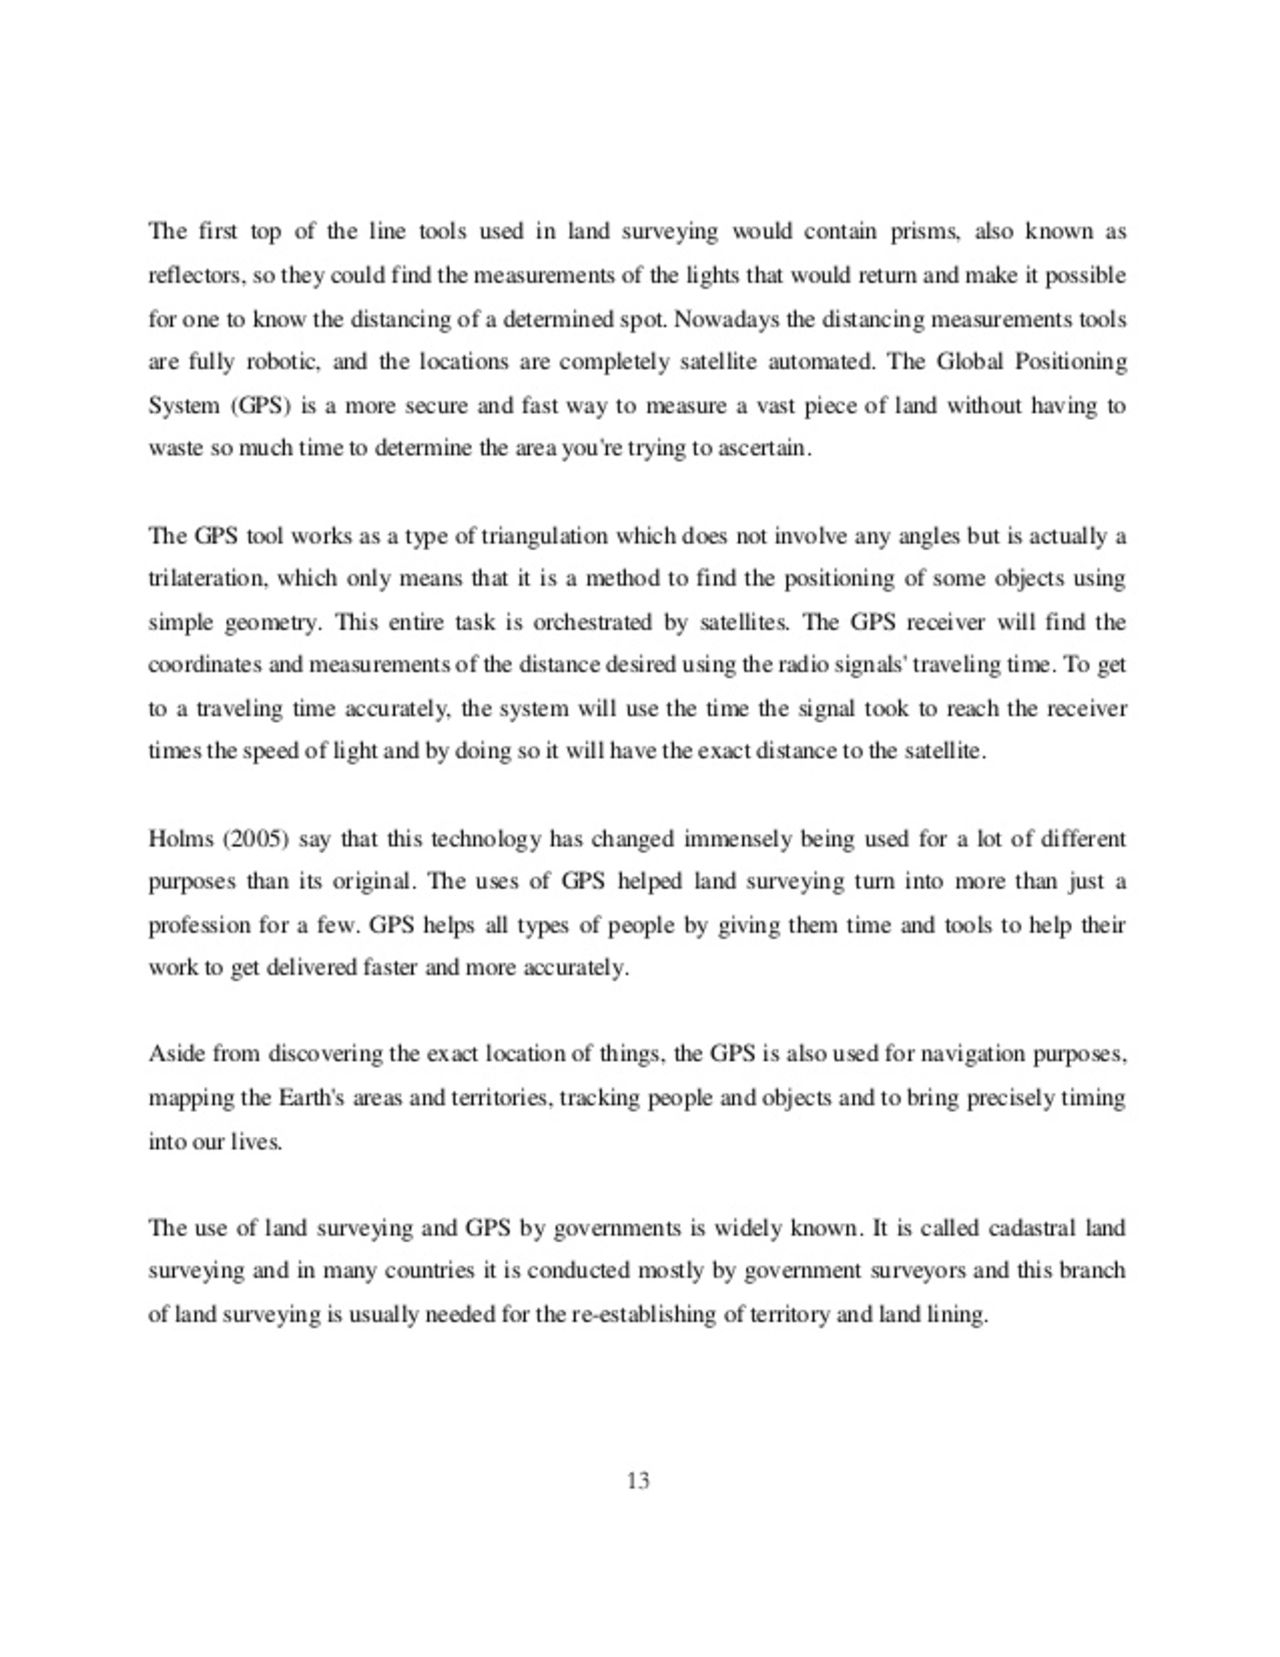 The first top of the line tools used in land surveying would contain prisms, also known as
reflectors, so they could find the measurements of the lights that would return and make it possible
for one to know the distancing of a determined spot. Nowadays the distancing measurements tools
are fully robotic, and the locations are completely satellite automated. The Global Positioning
System (GPS) is a more secure and fast way to measure a vast piece of land without having to
waste so much time to determine the area you're trying to ascertain.
The GPS tool works as a type of triangulation which does not involve any angles but is actually a
trilateration, which only means that it is a method to find the positioning of some objects using
simple geometry. This entire task is orchestrated by satellites. The GPS receiver will find the
coordinates and measurements of the distance desired using the radio signals' traveling time. To get
to a traveling time accurately, the system will use the time the signal took to reach the receiver
times the speed of light and by doing so it will have the exact distance to the satellite.
Holms (2005) say that this technology has changed immensely being used for a lot of different
purposes than its original. The uses of GPS helped land surveying turn into more than just a
profession for a few. GPS helps all types of people by giving them time and tools to help their
work to get delivered faster and more accurately.
Aside from discovering the exact location of things, the GPS is also used for navigation purposes,
mapping the Earth's areas and territories, tracking people and objects and to bring precisely timing
into our lives.
The use of land surveying and GPS by governments is widely known. It is called cadastral land
surveying and in many countries it is conducted mostly by government surveyors and this branch
of land surveying is usually needed for the re-establishing of territory and land lining.
13